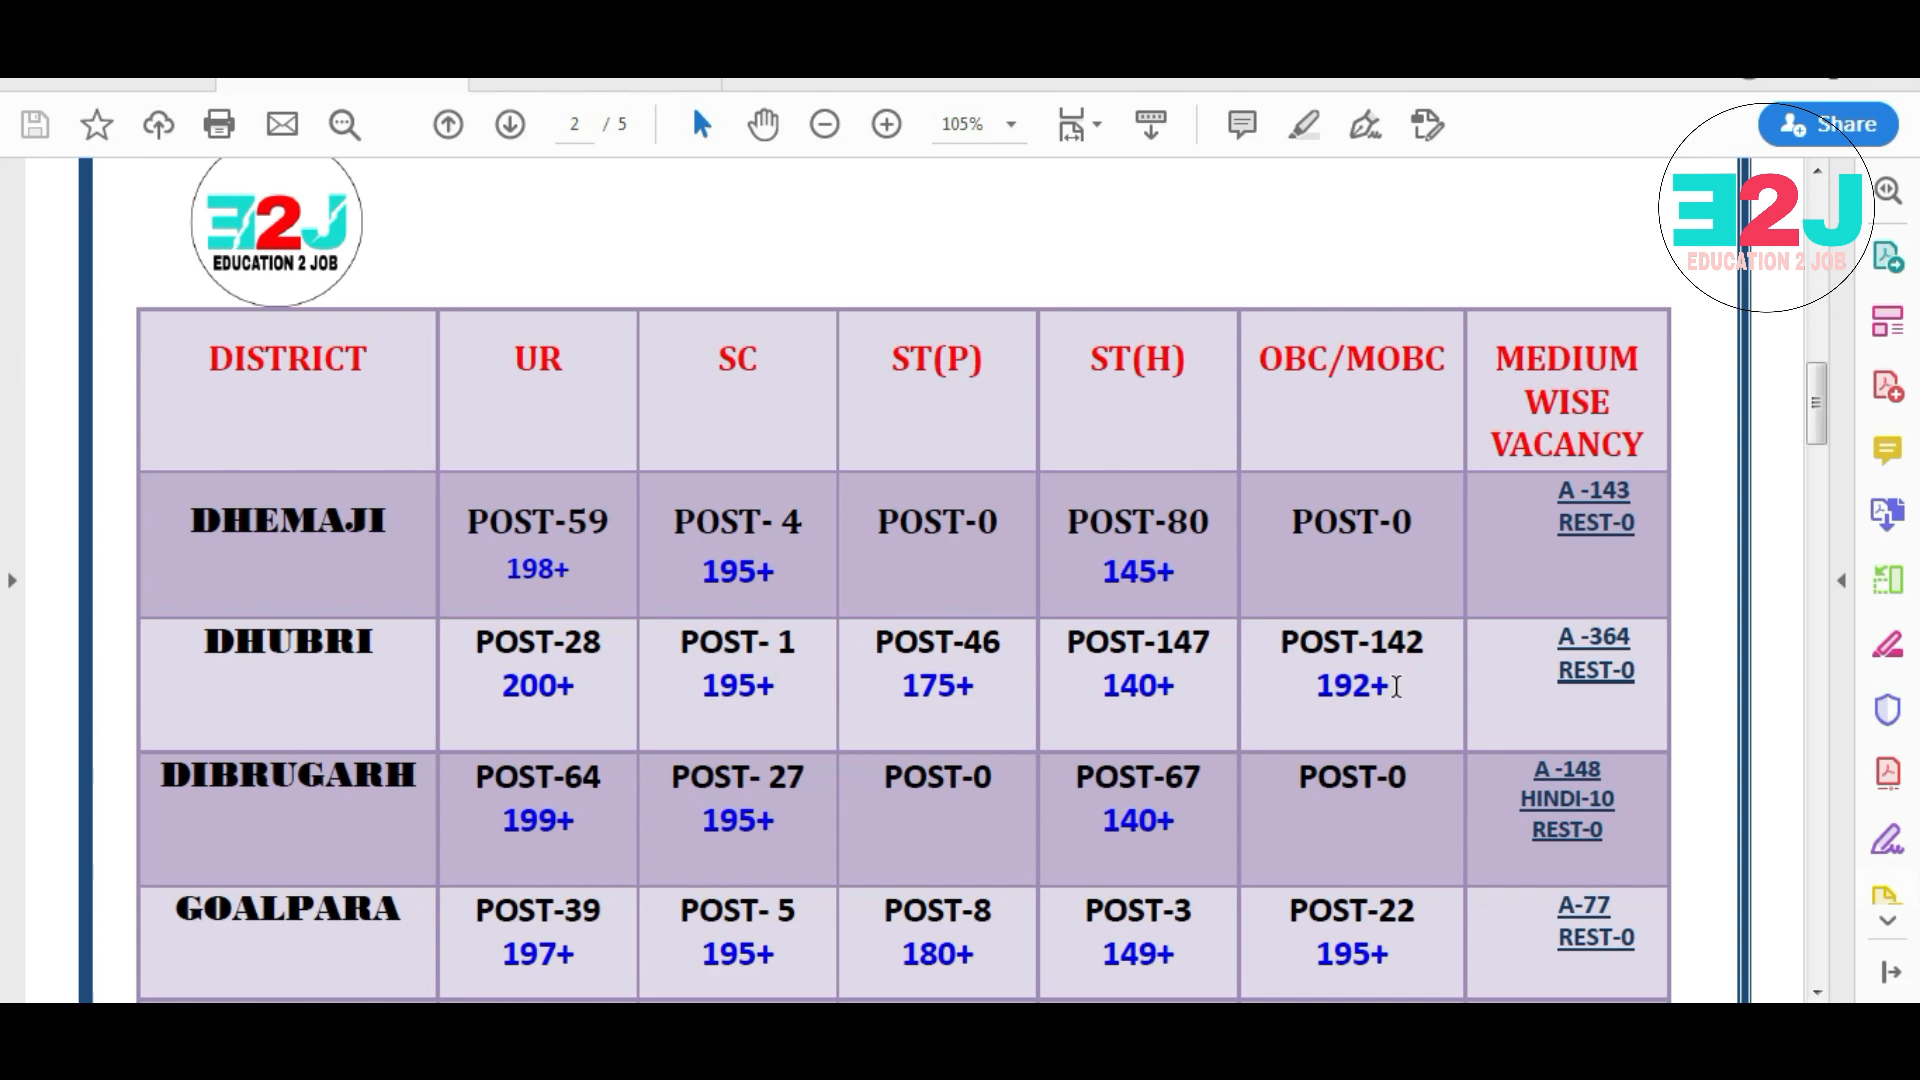 2 / 5
105%
Share
E2J
EDUCATION 2 JOB
E2J
EDUCATION 2 JOB
DISTRICT UR SC ST(P) ST(H) OBC/MOBC MEDIUM
WISE
VACANCY
DHEMAJI POST-59 POST- 4 POST-0 POST-80 POST-0 A -143
REST-0
198+ 195+ 145+
DHUBRI POST-28 POST- 1 POST-46 POST-147 POST-142 A -364
200+ 195+ 175+ 140+ 192+ REST-0
DIBRUGARH POST-64 POST- 27 POST-0 POST-67 POST-0 A -148
HINDI-10
199+ 195+ 140+ REST-0
GOALPARA POST-39 POST- 5 POST-8 POST-3 POST-22 A-77
197+ 195+ 180+ 149+ 195+ REST-0